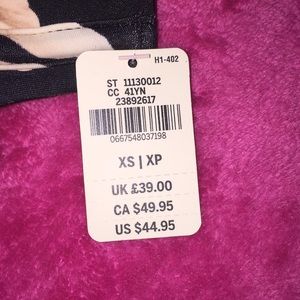 H1-402
ST 11130012
CC 41YN
23892617
0667548037198
XS | XP
UK £39.00
CA $49.95
US $44.95